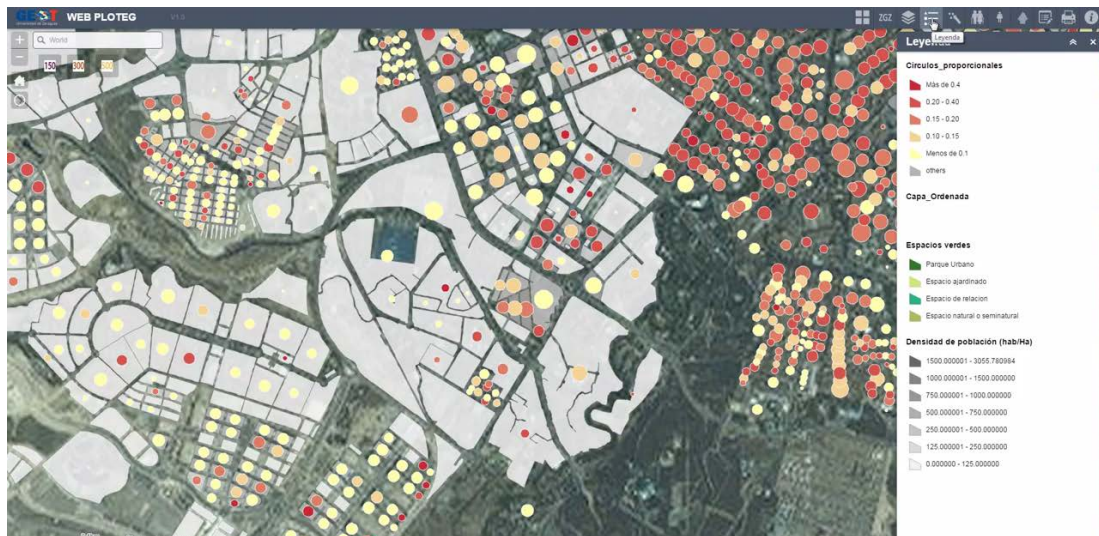 GEST WEB PLOTEG V1.0
ZGZ
World
150 300 500
Leyenda
Leyenda
Círculos_proporcionales
Más de 0.4
0.20 - 0.40
0.15 - 0.20
0.10 - 0.15
Menos de 0.1
others
Capa_Ordenada
Espacios verdes
Parque Urbano
Espacio ajardinado
Espacio de relacion
Espacio natural o seminatural
Densidad de población (hab/Ha)
1500.000001 - 3055.780984
1000.000001 - 1500.000000
750.000001 - 1000.000000
500.000001 - 750.000000
250.000001 - 500.000000
125.000001 - 250.000000
0.000000 - 125.000000